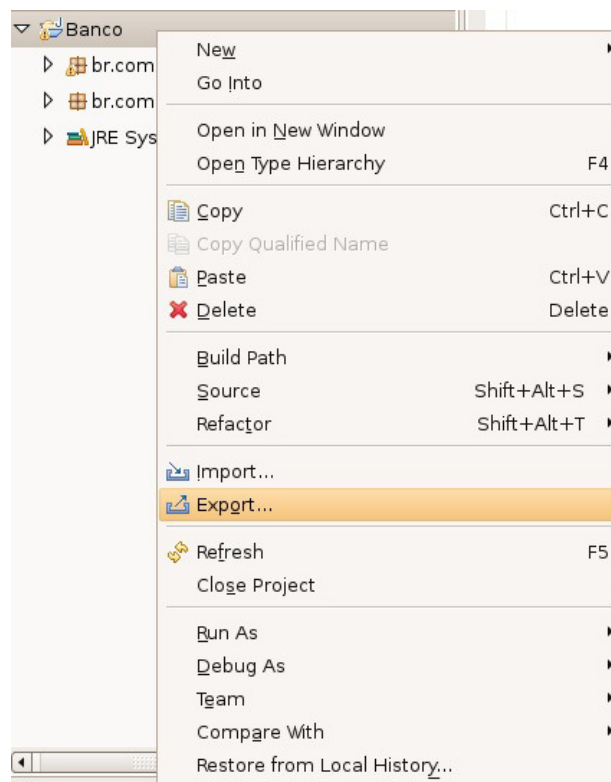 Banco
br.com
br.com
JRE Sys
New
Go Into
Open in New Window
Open Type Hierarchy F4
Copy Ctrl+C
Copy Qualified Name
Paste Ctrl+V
Delete Delete
Build Path
Source Shift+Alt+S
Refactor Shift+Alt+T
Import...
Export...
Refresh F5
Close Project
Run As
Debug As
Team
Compare With
Restore from Local History...